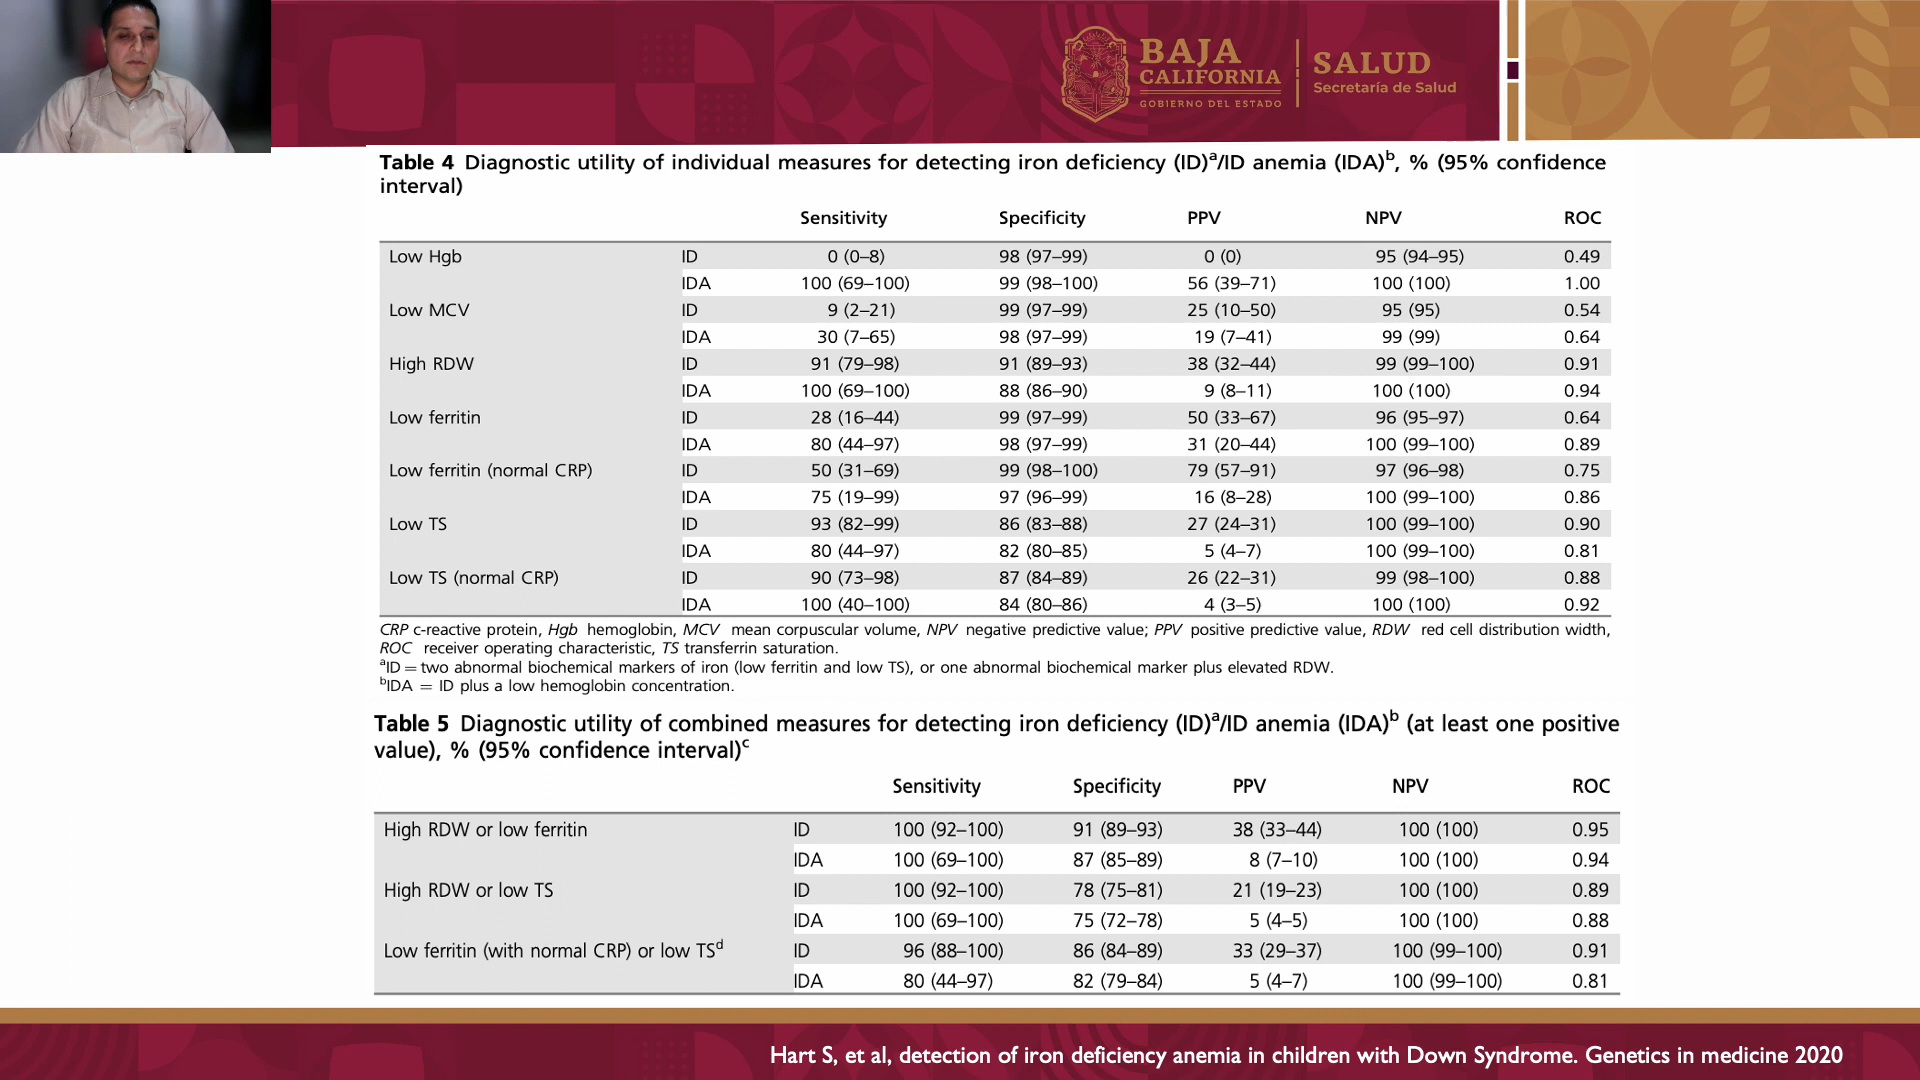 BAJA
CALIFORNIA
GOBIERNO DEL ESTADO
SALUD
Secretaría de Salud
Table 4 Diagnostic utility of individual measures for detecting iron deficiency (ID)a/ID anemia (IDA)b, % (95% confidence
interval)
Sensitivity Specificity PPV NPV ROC
Low Hgb ID 0 (0–8) 98 (97–99) 0 (0) 95 (94–95) 0.49
IDA 100 (69–100) 99 (98–100) 56 (39–71) 100 (100) 1.00
Low MCV ID 9 (2–21) 99 (97–99) 25 (10–50) 95 (95) 0.54
IDA 30 (7–65) 98 (97–99) 19 (7–41) 99 (99) 0.64
High RDW ID 91 (79–98) 91 (89–93) 38 (32–44) 99 (99–100) 0.91
IDA 100 (69–100) 88 (86–90) 9 (8–11) 100 (100) 0.94
Low ferritin ID 28 (16–44) 99 (97–99) 50 (33–67) 96 (95–97) 0.64
IDA 80 (44–97) 98 (97–99) 31 (20–44) 100 (99–100) 0.89
Low ferritin (normal CRP) ID 50 (31–69) 99 (98–100) 79 (57–91) 97 (96–98) 0.75
IDA 75 (19–99) 97 (96–99) 16 (8–28) 100 (99–100) 0.86
Low TS ID 93 (82–99) 86 (83–88) 27 (24–31) 100 (99–100) 0.90
IDA 80 (44–97) 82 (80–85) 5 (4–7) 100 (99–100) 0.81
Low TS (normal CRP) ID 90 (73–98) 87 (84–89) 26 (22–31) 99 (98–100) 0.88
IDA 100 (40–100) 84 (80–86) 4 (3–5) 100 (100) 0.92
CRP c-reactive protein, Hgb hemoglobin, MCV mean corpuscular volume, NPV negative predictive value; PPV positive predictive value, RDW red cell distribution width,
ROC receiver operating characteristic, TS transferrin saturation.
aID = two abnormal biochemical markers of iron (low ferritin and low TS), or one abnormal biochemical marker plus elevated RDW.
bIDA = ID plus a low hemoglobin concentration.
Table 5 Diagnostic utility of combined measures for detecting iron deficiency (ID)a/ID anemia (IDA)b (at least one positive
value), % (95% confidence interval)c
Sensitivity Specificity PPV NPV ROC
High RDW or low ferritin ID 100 (92–100) 91 (89–93) 38 (33–44) 100 (100) 0.95
IDA 100 (69–100) 87 (85–89) 8 (7–10) 100 (100) 0.94
High RDW or low TS ID 100 (92–100) 78 (75–81) 21 (19–23) 100 (100) 0.89
IDA 100 (69–100) 75 (72–78) 5 (4–5) 100 (100) 0.88
Low ferritin (with normal CRP) or low TSd ID 96 (88–100) 86 (84–89) 33 (29–37) 100 (99–100) 0.91
IDA 80 (44–97) 82 (79–84) 5 (4–7) 100 (99–100) 0.81
Hart S, et al, detection of iron deficiency anemia in children with Down Syndrome. Genetics in medicine 2020